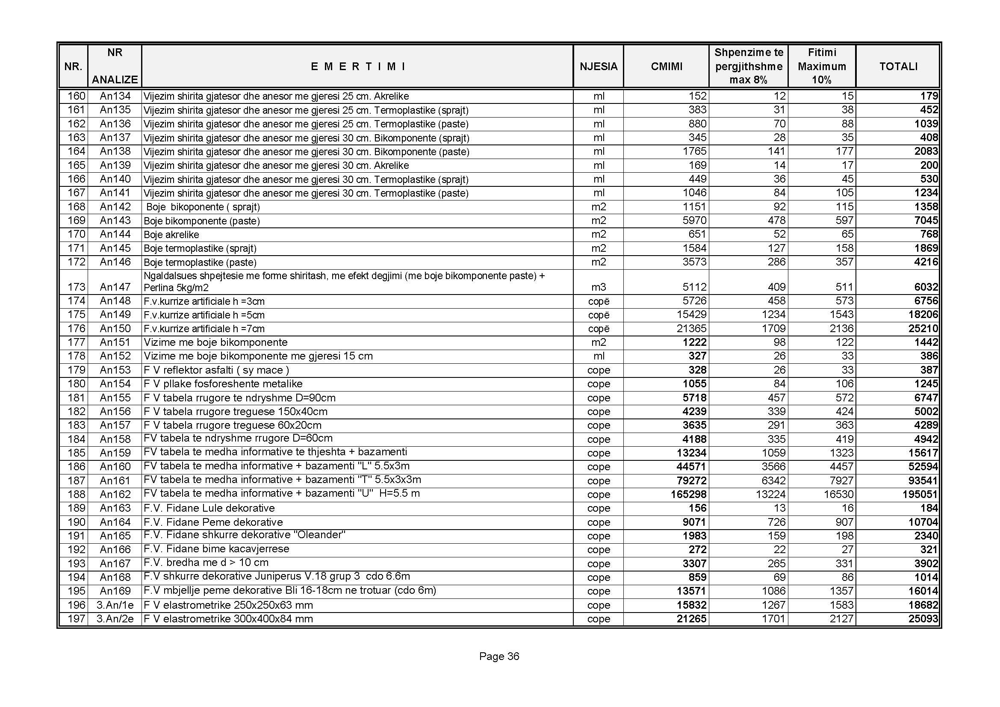 NR. NR ANALIZE E M E R T I M I NJESIA CMIMI Shpenzime te pergjithshme max 8% Fitimi Maximum 10% TOTALI
160 An134 Vijezim shirita gjatesor dhe anesor me gjeresi 25 cm. Akrelike ml 152 12 15 179
161 An135 Vijezim shirita gjatesor dhe anesor me gjeresi 25 cm. Termoplastike (sprajt) ml 383 31 38 452
162 An136 Vijezim shirita gjatesor dhe anesor me gjeresi 25 cm. Termoplastike (paste) ml 880 70 88 1039
163 An137 Vijezim shirita gjatesor dhe anesor me gjeresi 30 cm. Bikomponente (sprajt) ml 345 28 35 408
164 An138 Vijezim shirita gjatesor dhe anesor me gjeresi 30 cm. Bikomponente (paste) ml 1765 141 177 2083
165 An139 Vijezim shirita gjatesor dhe anesor me gjeresi 30 cm. Akrelike ml 169 14 17 200
166 An140 Vijezim shirita gjatesor dhe anesor me gjeresi 30 cm. Termoplastike (sprajt) ml 449 36 45 530
167 An141 Vijezim shirita gjatesor dhe anesor me gjeresi 30 cm. Termoplastike (paste) ml 1046 84 105 1234
168 An142 Boje bikoponente ( sprajt) m2 1151 92 115 1358
169 An143 Boje bikomponente (paste) m2 5970 478 597 7045
170 An144 Boje akrelike m2 651 52 65 768
171 An145 Boje termoplastike (sprajt) m2 1584 127 158 1869
172 An146 Boje termoplastike (paste) m2 3573 286 357 4216
Ngaldalsues shpejtesie me forme shiritash, me efekt degjimi (me boje bikomponente paste) +
173 An147 Perlina 5kg/m2 m3 5112 409 511 6032
174 An148 F.v.kurrize artificiale h =3cm copë 5726 458 573 6756
175 An149 F.v.kurrize artificiale h =5cm copë 15429 1234 1543 18206
176 An150 F.v.kurrize artificiale h =7cm copë 21365 1709 2136 25210
177 An151 Vizime me boje bikomponente m2 1222 98 122 1442
178 An152 Vizime me boje bikomponente me gjeresi 15 cm ml 327 26 33 386
179 An153 F V reflektor asfalti ( sy mace ) cope 328 26 33 387
180 An154 F V pllake fosforeshente metalike cope 1055 84 106 1245
181 An155 F V tabela rrugore te ndryshme D=90cm cope 5718 457 572 6747
182 An156 F V tabela rrugore treguese 150x40cm cope 4239 339 424 5002
183 An157 F V tabela rrugore treguese 60x20cm cope 3635 291 363 4289
184 An158 FV tabela te ndryshme rrugore D=60cm cope 4188 335 419 4942
185 An159 FV tabela te medha informative te thjeshta + bazamenti cope 13234 1059 1323 15617
186 An160 FV tabela te medha informative + bazamenti "L" 5.5x3m cope 44571 3566 4457 52594
187 An161 FV tabela te medha informative + bazamenti "T" 5.5x3x3m cope 79272 6342 7927 93541
188 An162 FV tabela te medha informative + bazamenti "U" H=5.5 m cope 165298 13224 16530 195051
189 An163 F.V. Fidane Lule dekorative cope 156 13 16 184
190 An164 F.V. Fidane Peme dekorative cope 9071 726 907 10704
191 An165 F.V. Fidane shkurre dekorative "Oleander" cope 1983 159 198 2340
192 An166 F.V. Fidane bime kacavjerrese cope 272 22 27 321
193 An167 F.V. bredha me d > 10 cm cope 3307 265 331 3902
194 An168 F.V shkurre dekorative Juniperus V.18 grup 3 cdo 6.6m cope 859 69 86 1014
195 An169 F.V mbjellje peme dekorative Bli 16-18cm ne trotuar (cdo 6m) cope 13571 1086 1357 16014
196 3.An/1e F V elastrometrike 250x250x63 mm cope 15832 1267 1583 18682
197 3.An/2e F V elastrometrike 300x400x84 mm cope 21265 1701 2127 25093
Page 36